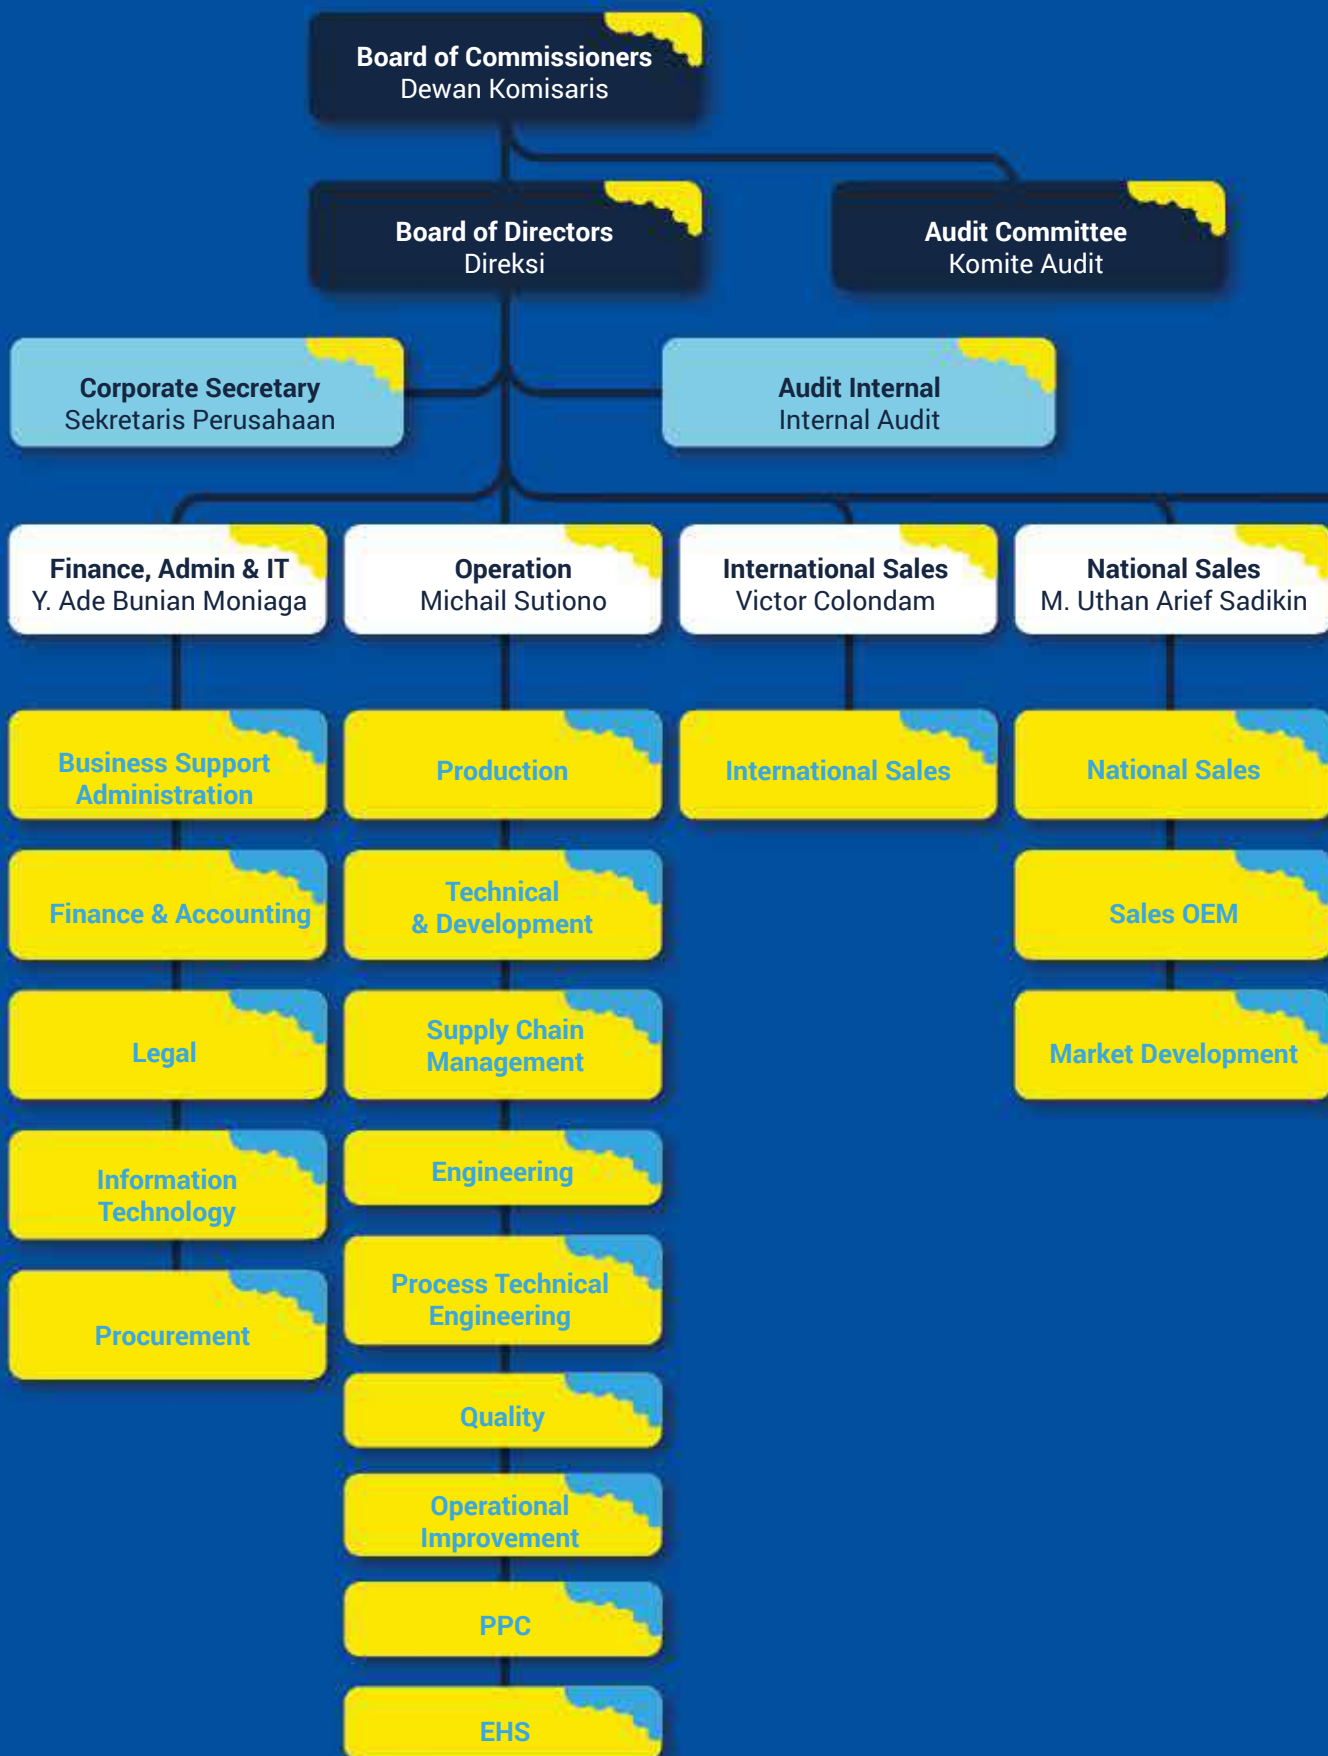 Board of Commissioners
Dewan Komisaris
Board of Directors
Direksi
Audit Committee
Komite Audit
Corporate Secretary
Sekretaris Perusahaan
Audit Internal
Internal Audit
Finance, Admin & IT
Y. Ade Bunian Moniaga
Operation
Michail Sutiono
International Sales
Victor Colondam
National Sales
M. Uthan Arief Sadikin
Business Support
Administration
Finance & Accounting
Legal
Information
Technology
Procurement
Production
Technical
& Development
Supply Chain
Management
Engineering
Process Technical
Engineering
Quality
Operational
Improvement
PPC
EHS
International Sales
National Sales
Sales OEM
Market Development